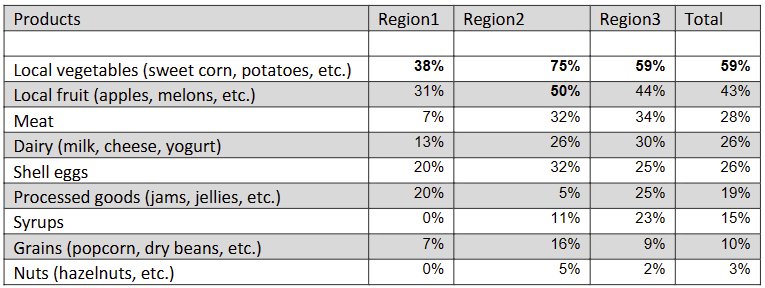 Products Region1 Region2 Region3 Total
Local vegetables (sweet corn, potatoes, etc.) 38% 75% 59% 59%
Local fruit (apples, melons, etc.) 31% 50% 44% 43%
Meat 7% 32% 34% 28%
Dairy (milk, cheese, yogurt) 13% 26% 30% 26%
Shell eggs 20% 32% 25% 26%
Processed goods (jams, jellies, etc.) 20% 5% 25% 19%
Syrups 0% 11% 23% 15%
Grains (popcorn, dry beans, etc.) 7% 16% 9% 10%
Nuts (hazelnuts, etc.) 0% 5% 2% 3%